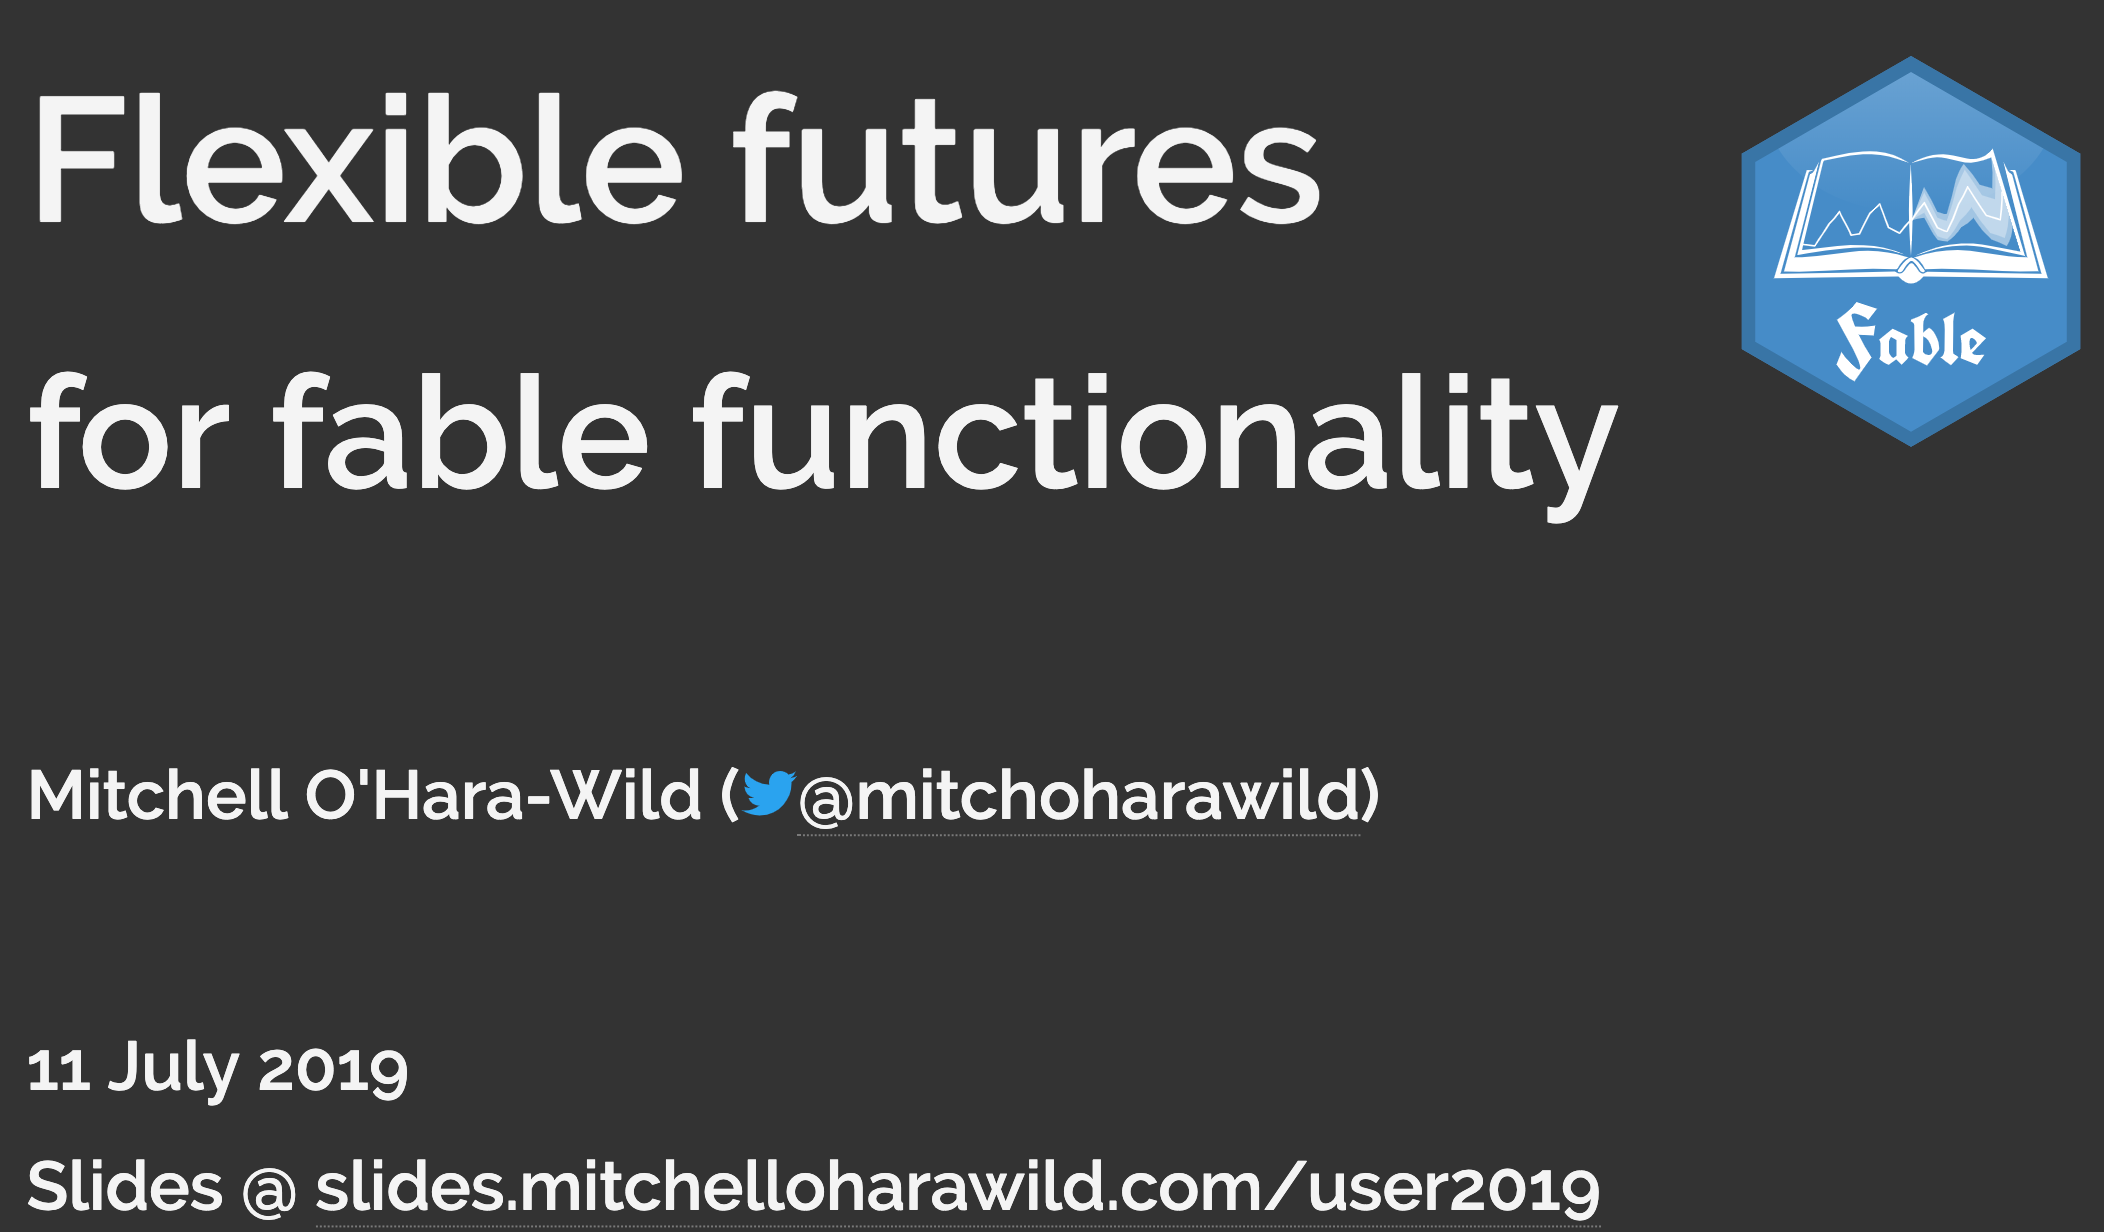 Flexible futures
for fable functionality
Fable
Mitchell O'Hara-Wild (@mitchoharawild)
11 July 2019
Slides @ slides.mitchelloharawild.com/user2019